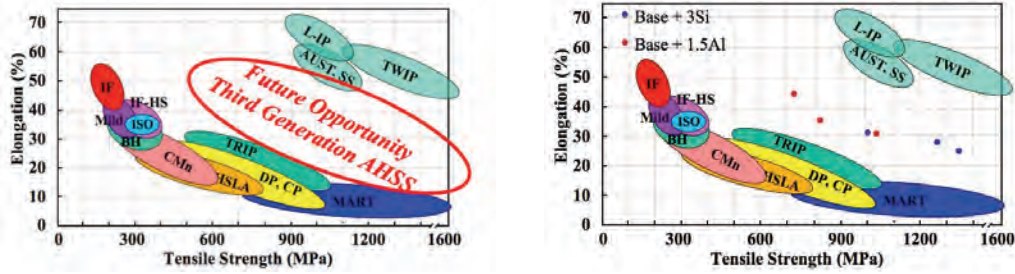 70
60
50
40
30
20
10
0
Elongation (%)
L-IP
AUST. SS
TWIP
IF
IF-HS
Mild
ISO
BH
CMn
TRIP
HSLA
DP, CP
MART
Future Opportunity
Third Generation AHSS
0 300 600 900 1200 1600
Tensile Strength (MPa)
70
60
50
40
30
20
10
0
Elongation (%)
Base + 3Si
Base + 1.5Al
L-IP
AUST. SS
TWIP
IF
IF-HS
Mild
ISO
BH
CMn
TRIP
HSLA
DP, CP
MART
0 300 600 900 1200 1600
Tensile Strength (MPa)